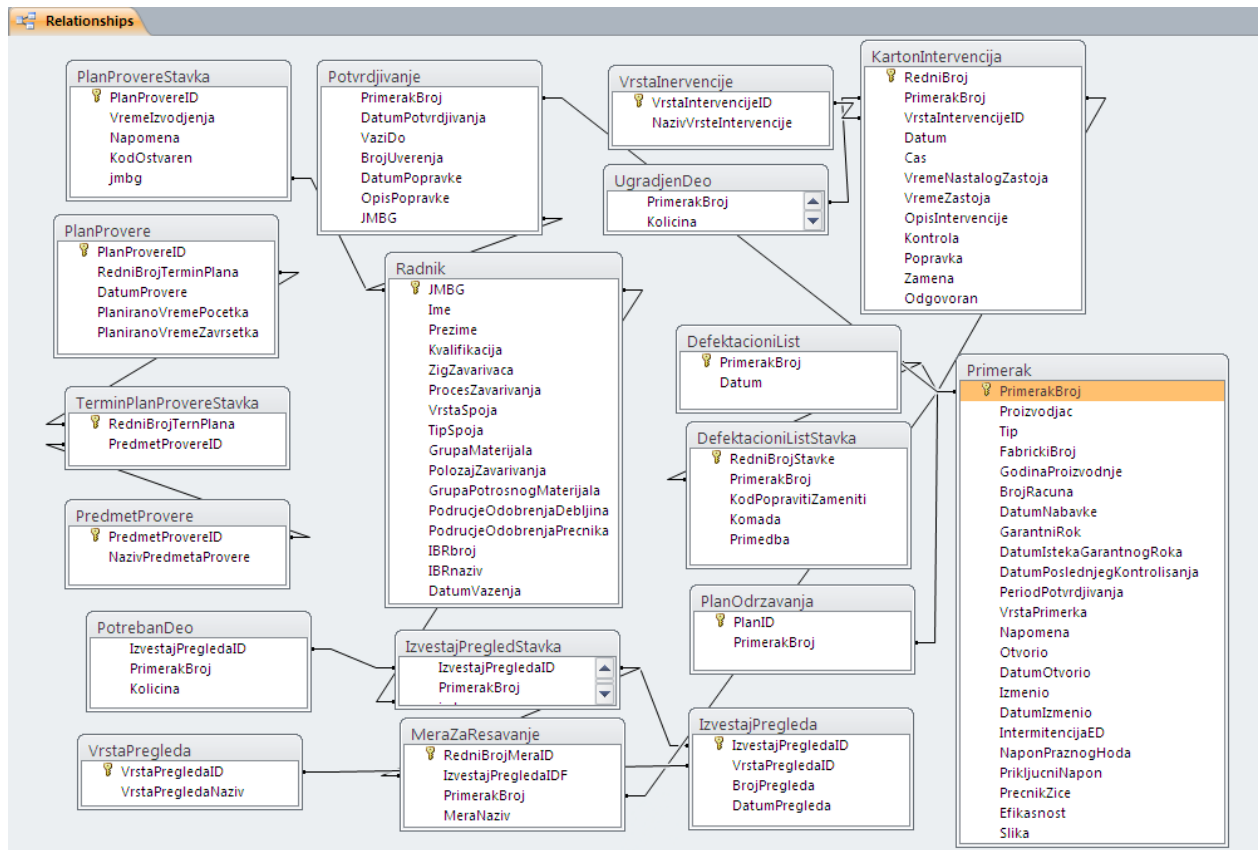 Relationships
PlanProvereStavka
PlanProvereID
VremeIzvodjenja
Napomena
KodOstvaren
jmbg
Potvrdjivanje
PrimerakBroj
DatumPotvrdjivanja
VaziDo
BrojUverenja
DatumPopravke
OpisPopravke
JMBG
VrstaInervencije
VrstaIntervencijeID
NazivVrsteIntervencije
KartonIntervencija
RedniBroj
PrimerakBroj
VrstaIntervencijeID
Datum
Cas
VremeNastalogZastoja
VremeZastoja
OpisIntervencije
Kontrola
Popravka
Zamena
Odgovoran
UgradjenDeo
PrimerakBroj
Kolicina
PlanProvere
PlanProvereID
RedniBrojTerminPlana
DatumProvere
PlaniranoVremePocetka
PlaniranoVremeZavrsetka
Radnik
JMBG
Ime
Prezime
Kvalifikacija
ZigZavarivaca
ProcesZavarivanja
VrstaSpoja
TipSpoja
GrupaMaterijala
PolozajZavarivanja
GrupaPotrosnogMaterijala
PodrucjeOdobrenjaDebljina
PodrucjeOdobrenjaPrecnika
IBRbroj
IBRnaziv
DatumVazenja
DefektacioniList
PrimerakBroj
Datum
Primerak
PrimerakBroj
Proizvodjac
Tip
FabrickiBroj
GodinaProizvodnje
BrojRacuna
DatumNabavke
GarantniRok
DatumIstekaGarantnogRoka
DatumPoslednjegKontrolisanja
PeriodPotvrdjivanja
VrstaPrimerka
Napomena
Otvorio
DatumOtvorio
Izmenio
DatumIzmenio
IntermitencijaED
NaponPraznogHoda
PrikljucniNapon
PrecnikZice
Efikasnost
Slika
TerminPlanProvereStavka
RedniBrojTernPlana
PredmetProvereID
DefektacioniListStavka
RedniBrojStavke
PrimerakBroj
KodPopravitiZameniti
Komada
Primedba
PredmetProvere
PredmetProvereID
NazivPredmetaProvere
PlanOdrzavanja
PlanID
PrimerakBroj
PotrebanDeo
IzvestajPregledaID
PrimerakBroj
Kolicina
IzvestajPregledStavka
IzvestajPregledaID
PrimerakBroj
MeraZaResavanje
RedniBrojMeraID
IzvestajPregledaIDF
PrimerakBroj
MeraNaziv
IzvestajPregleda
IzvestajPregledaID
VrstaPregledaID
BrojPregleda
DatumPregleda
VrstaPregleda
VrstaPregledaID
VrstaPregledaNaziv